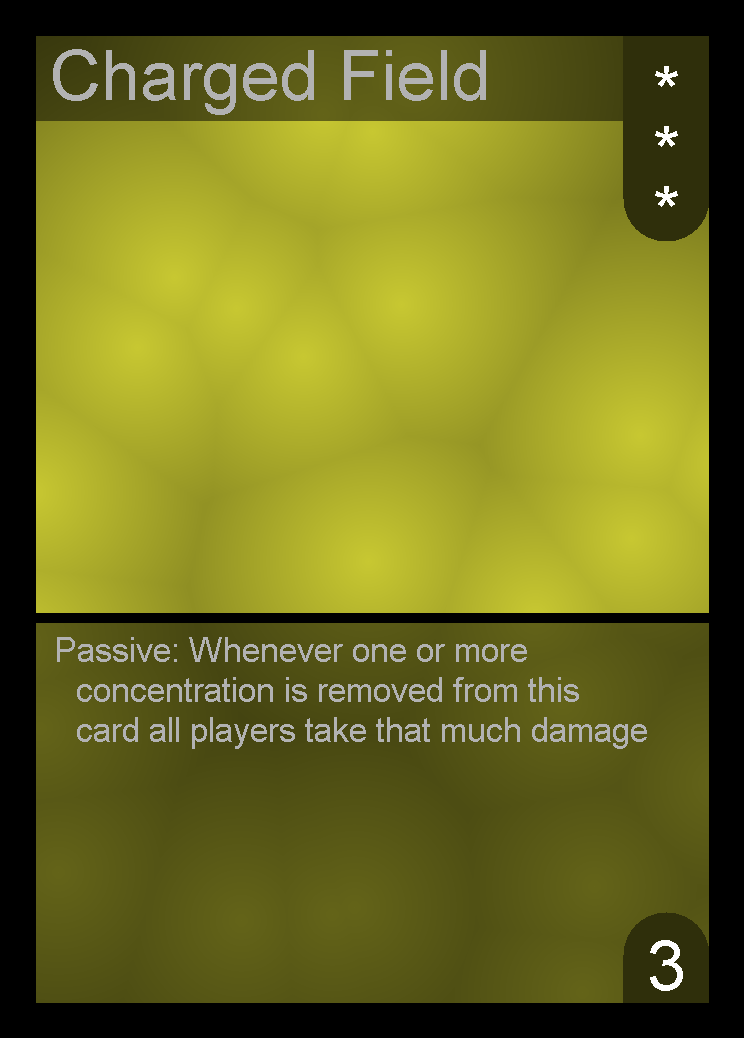 Charged Field
*
*
*
Passive: Whenever one or more
concentration is removed from this
card all players take that much damage
3